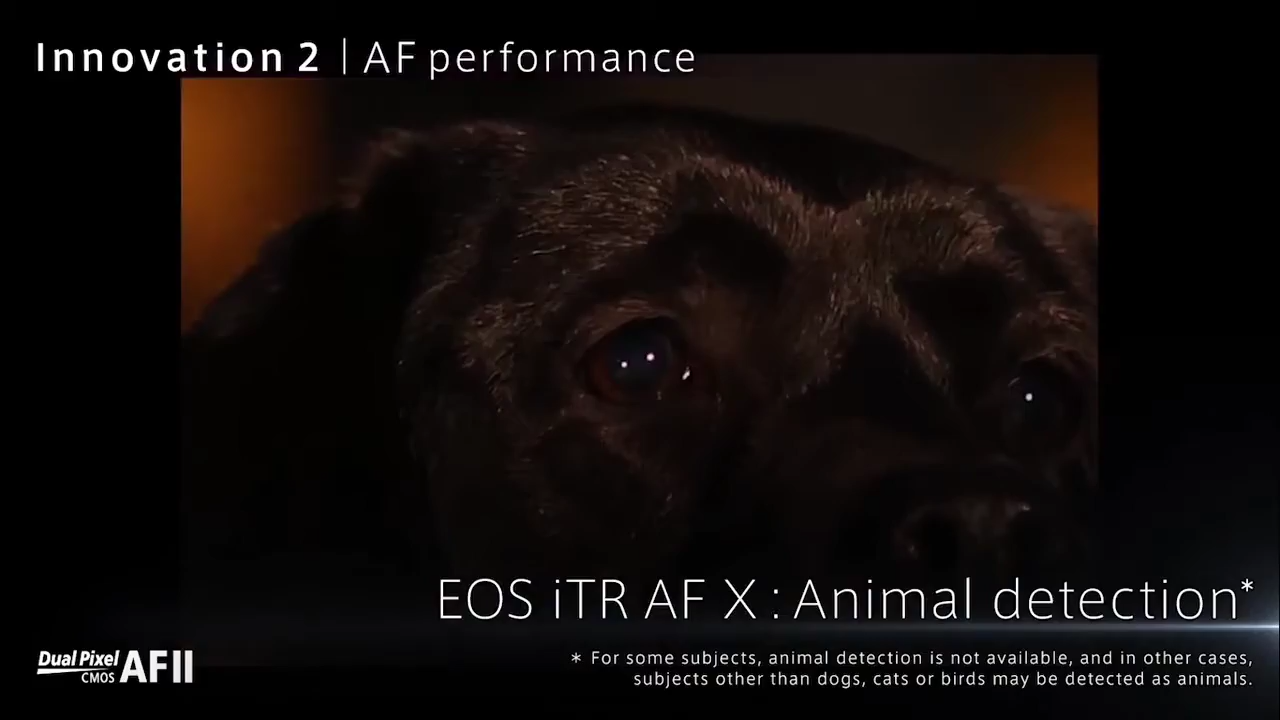 Innovation 2 | AF performance
EOS iTR AF X : Animal detection*
Dual Pixel
CMOS AF II
* For some subjects, animal detection is not available, and in other cases,
subjects other than dogs, cats or birds may be detected as animals.